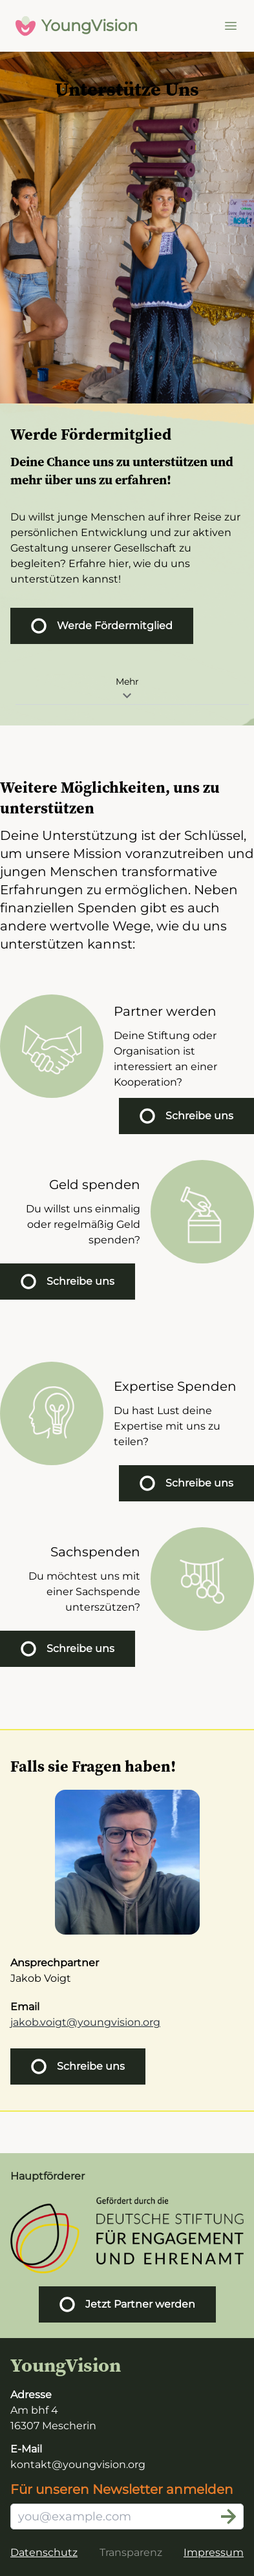 YoungVision
Unterstütze Uns
Werde Fördermitglied
Deine Chance uns zu unterstützen und
mehr über uns zu erfahren!
Du willst junge Menschen auf ihrer Reise zur
persönlichen Entwicklung und zur aktiven
Gestaltung unserer Gesellschaft zu
begleiten? Erfahre hier, wie du uns
unterstützen kannst!
Werde Fördermitglied
Mehr
Weitere Möglichkeiten, uns zu
unterstützen
Deine Unterstützung ist der Schlüssel,
um unsere Mission voranzutreiben und
jungen Menschen transformative
Erfahrungen zu ermöglichen. Neben
finanziellen Spenden gibt es auch
andere wertvolle Wege, wie du uns
unterstützen kannst:
Partner werden
Deine Stiftung oder
Organisation ist
interessiert an einer
Kooperation?
Schreibe uns
Geld spenden
Du willst uns einmalig
oder regelmäßig Geld
spenden?
Schreibe uns
Expertise Spenden
Du hast Lust deine
Expertise mit uns zu
teilen?
Schreibe uns
Sachspenden
Du möchtest uns mit
einer Sachspende
unterszützen?
Schreibe uns
Falls sie Fragen haben!
Ansprechpartner
Jakob Voigt
Email
jakob.voigt@youngvision.org
Schreibe uns
Hauptförderer
Gefördert durch die
DEUTSCHE STIFTUNG
FÜR ENGAGEMENT
UND EHRENAMT
Jetzt Partner werden
YoungVision
Adresse
Am bhf 4
16307 Mescherin
E-Mail
kontakt@youngvision.org
Für unseren Newsletter anmelden
you@example.com
Datenschutz Transparenz Impressum